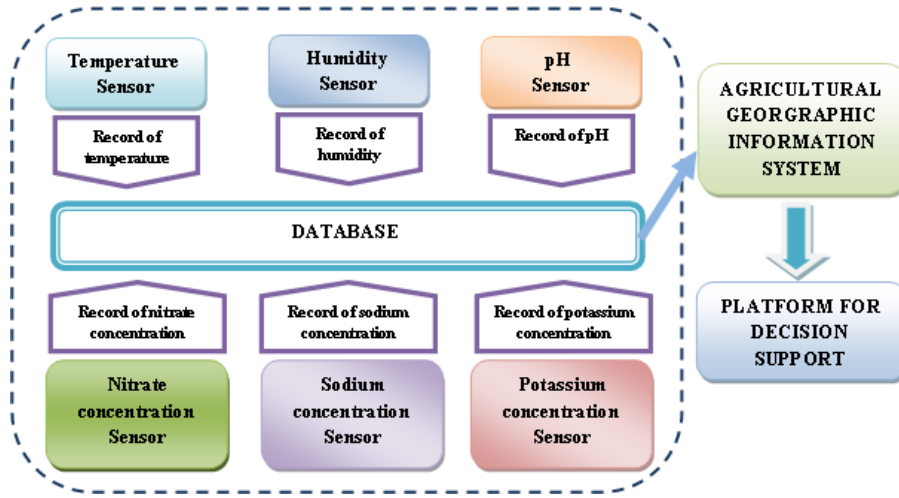 Temperature
Sensor
Humidity
Sensor
pH
Sensor
Record of
temperature
Record of
humidity
Record of pH
AGRICULTURAL
GEORGRAPHIC
INFORMATION
SYSTEM
DATABASE
Record of nitrate
concentration
Record of sodium
concentration
Record of potassium
concentration
PLATFORM FOR
DECISION
SUPPORT
Nitrate
concentration
Sensor
Sodium
concentration
Sensor
Potassium
concentration
Sensor